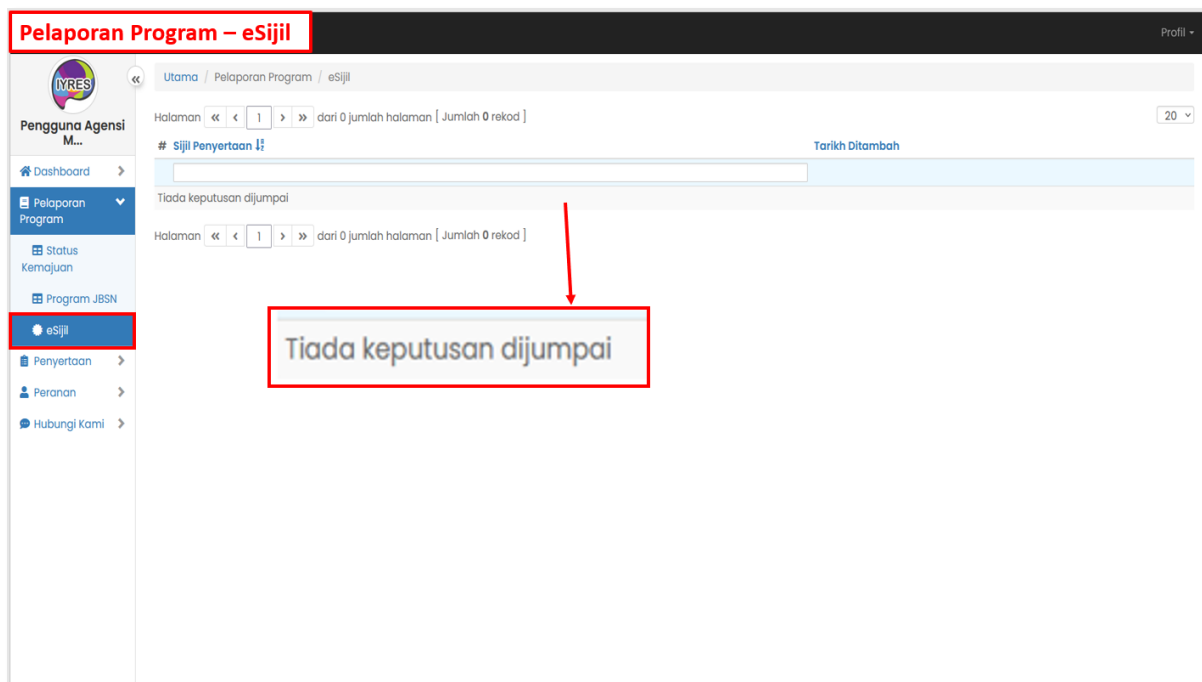 Pelaporan Program – eSijil
Profil
IYRES
Pengguna Agensi
M...
Utama / Pelaporan Program / eSijil
Halaman « ‹ 1 › » dari 0 jumlah halaman [ Jumlah 0 rekod ]
20
# Sijil Penyertaan
Tarikh Ditambah
Tiada keputusan dijumpai
Halaman « ‹ 1 › » dari 0 jumlah halaman [ Jumlah 0 rekod ]
Dashboard
Pelaporan
Program
Status
Kemajuan
Program JBSN
eSijil
Penyertaan
Peranan
Hubungi Kami
Tiada keputusan dijumpai